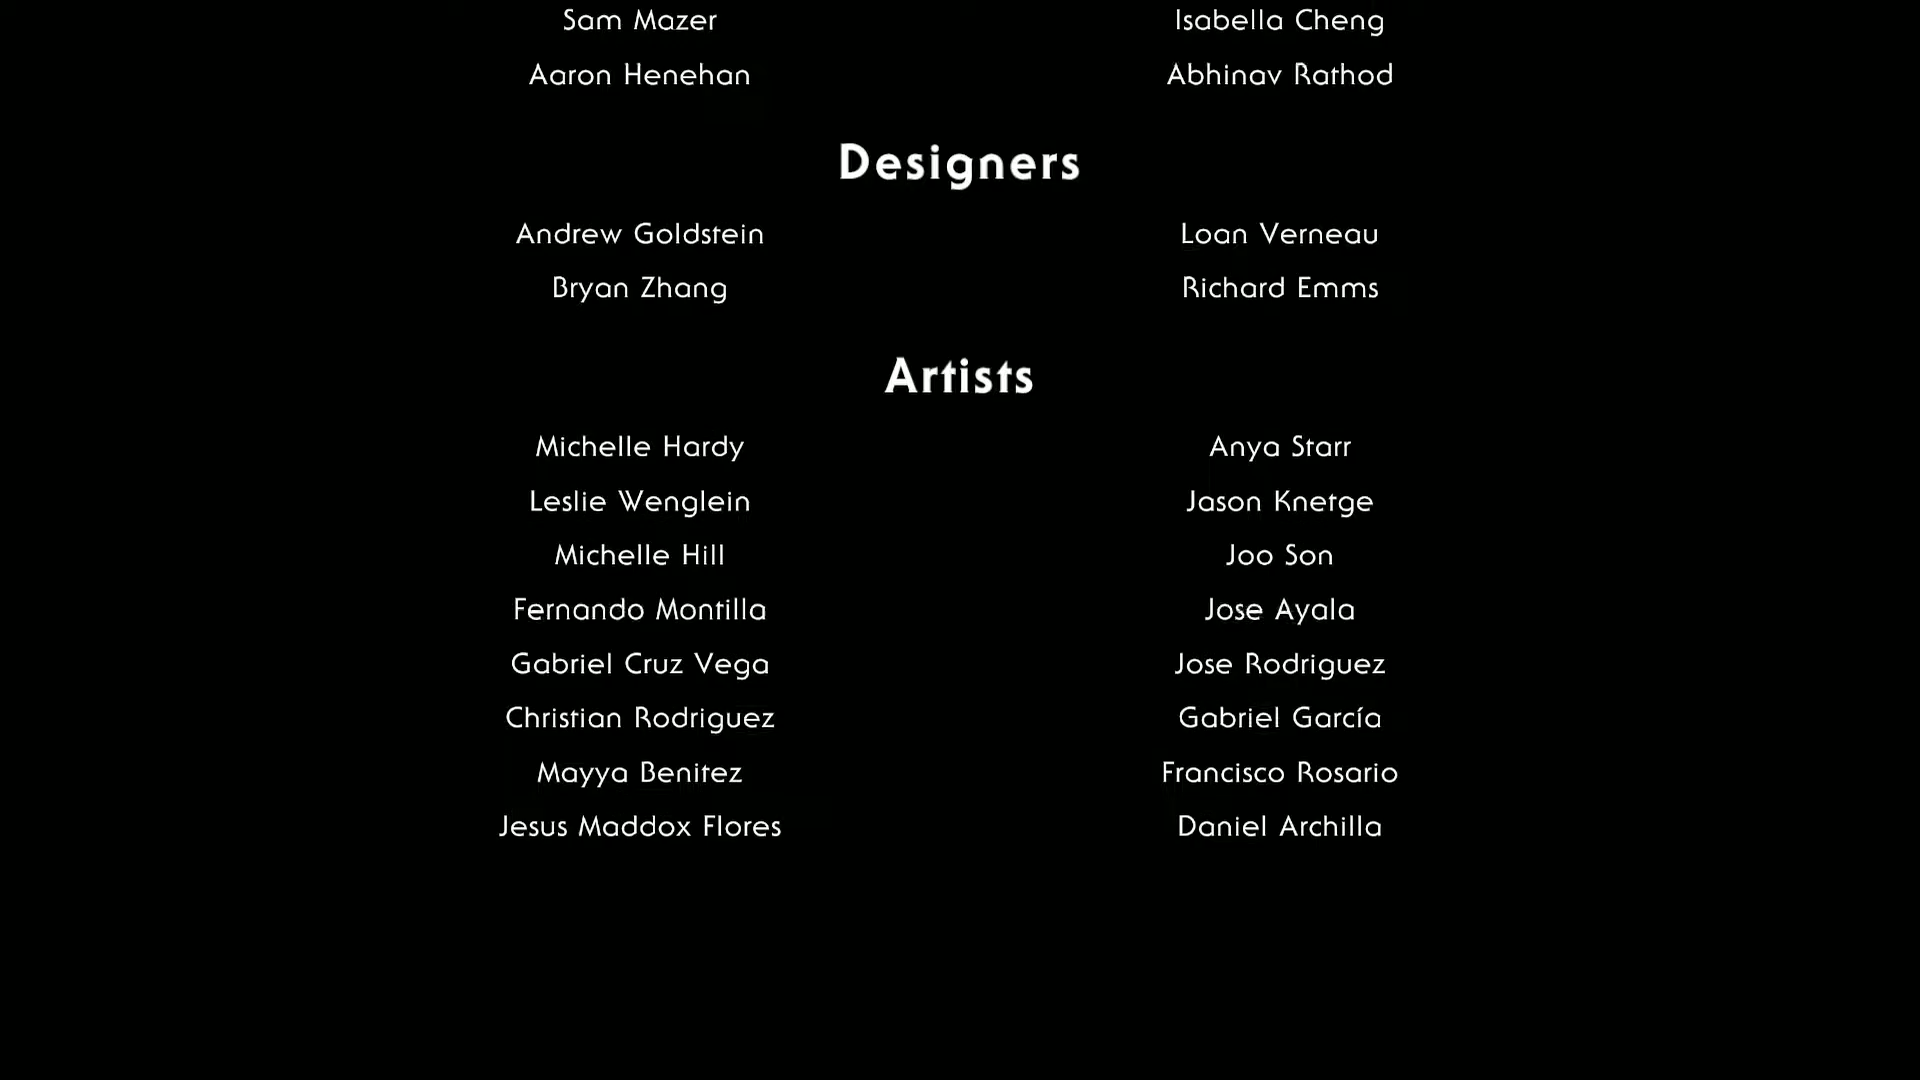 Sam Mazer Isabella Cheng
Aaron Henehan Abhinav Rathod
Designers
Andrew Goldstein Loan Verneau
Bryan Zhang Richard Emms
Artists
Michelle Hardy Anya Starr
Leslie Wenglein Jason Knetge
Michelle Hill Joo Son
Fernando Montilla Jose Ayala
Gabriel Cruz Vega Jose Rodriguez
Christian Rodriguez Gabriel García
Mayya Benitez Francisco Rosario
Jesus Maddox Flores Daniel Archilla